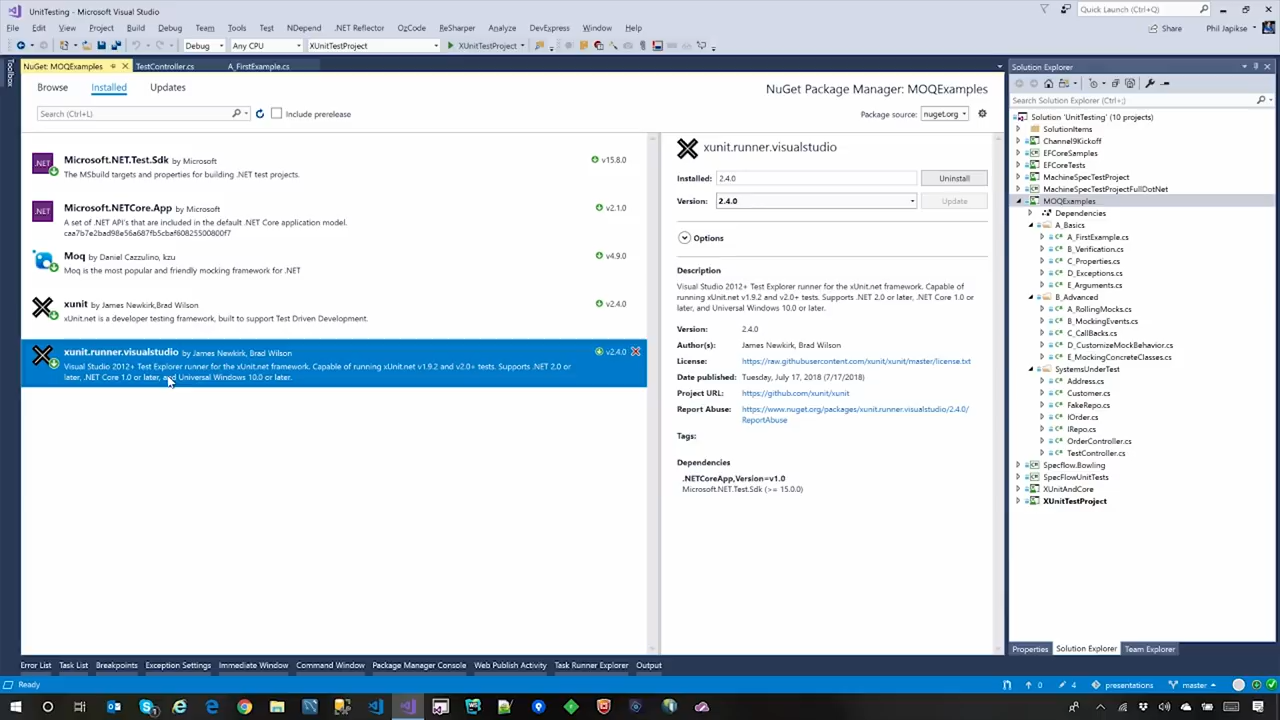 UnitTesting - Microsoft Visual Studio
Quick Launch (Ctrl+Q)
File Edit View Project Build Debug Team Tools Test NDepend .NET Reflector OzCode ReSharper Analyze DevExpress Window Help
Share Phil Japikse
Debug Any CPU XUnitTestProject XUnitTestProject
Toolbox
NuGet: MOQExamples TestController.cs A_FirstExample.cs
Browse Installed Updates
NuGet Package Manager: MOQExamples
Search (Ctrl+L)
Include prerelease
Package source: nuget.org
.NET
Microsoft.NET.Test.Sdk by Microsoft
v15.8.0
The MSbuild targets and properties for building .NET test projects.
.NET
Microsoft.NETCore.App by Microsoft
v2.1.0
A set of .NET API's that are included in the default .NET Core application model.
caa7b7e2bad98e56a687fb5cbaf60825500800f7
Moq by Daniel Cazzulino, kzu
v4.9.0
Moq is the most popular and friendly mocking framework for .NET
xunit by James Newkirk,Brad Wilson
v2.4.0
xUnit.net is a developer testing framework, built to support Test Driven Development.
xunit.runner.visualstudio by James Newkirk, Brad Wilson
v2.4.0
Visual Studio 2012+ Test Explorer runner for the xUnit.net framework. Capable of running xUnit.net v1.9.2 and v2.0+ tests. Supports .NET 2.0 or
later, .NET Core 1.0 or later, and Universal Windows 10.0 or later.
xunit.runner.visualstudio
Installed: 2.4.0 Uninstall
Version: 2.4.0 Update
Options
Description
Visual Studio 2012+ Test Explorer runner for the xUnit.net framework. Capable of
running xUnit.net v1.9.2 and v2.0+ tests. Supports .NET 2.0 or later, .NET Core 1.0 or
later, and Universal Windows 10.0 or later.
Version: 2.4.0
Author(s): James Newkirk, Brad Wilson
License: https://raw.githubusercontent.com/xunit/xunit/master/license.txt
Date published: Tuesday, July 17, 2018 (7/17/2018)
Project URL: https://github.com/xunit/xunit
Report Abuse: https://www.nuget.org/packages/xunit.runner.visualstudio/2.4.0/
ReportAbuse
Tags:
Dependencies
.NETCoreApp,Version=v1.0
Microsoft.NET.Test.Sdk (>= 15.0.0)
Solution Explorer
Search Solution Explorer (Ctrl+;)
Solution 'UnitTesting' (10 projects)
SolutionItems
Channel9Kickoff
EFCoreSamples
EFCoreTests
MachineSpecTestProject
MachineSpecTestProjectFullDotNet
MOQExamples
Dependencies
A_Basics
C# A_FirstExample.cs
C# B_Verification.cs
C# C_Properties.cs
C# D_Exceptions.cs
C# E_Arguments.cs
B_Advanced
C# A_RollingMocks.cs
C# B_MockingEvents.cs
C# C_CallBacks.cs
C# D_CustomizeMockBehavior.cs
C# E_MockingConcreteClasses.cs
SystemsUnderTest
C# Address.cs
C# Customer.cs
C# FakeRepo.cs
C# IOrder.cs
C# IRepo.cs
C# OrderController.cs
C# TestController.cs
Specflow.Bowling
SpecFlowUnitTests
XUnitAndCore
XUnitTestProject
Properties Solution Explorer Team Explorer
Error List Task List Breakpoints Exception Settings Immediate Window Command Window Package Manager Console Web Publish Activity Task Runner Explorer Output
Ready
0 4 presentations master